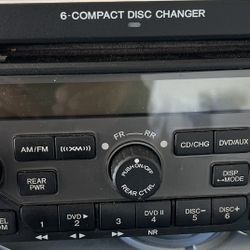 6-COMPACT DISC CHANGER
FR RR
AM/FM ((XM)) CD/CHG DVD/AUX
PUSH ON/OFF
REAR PWR
DISP ↔MODE
REAR CTRL
DVD ▶ DVD II DISC– DISC+
1 2 3 4 5 6
◀◀ ▶▶ NR